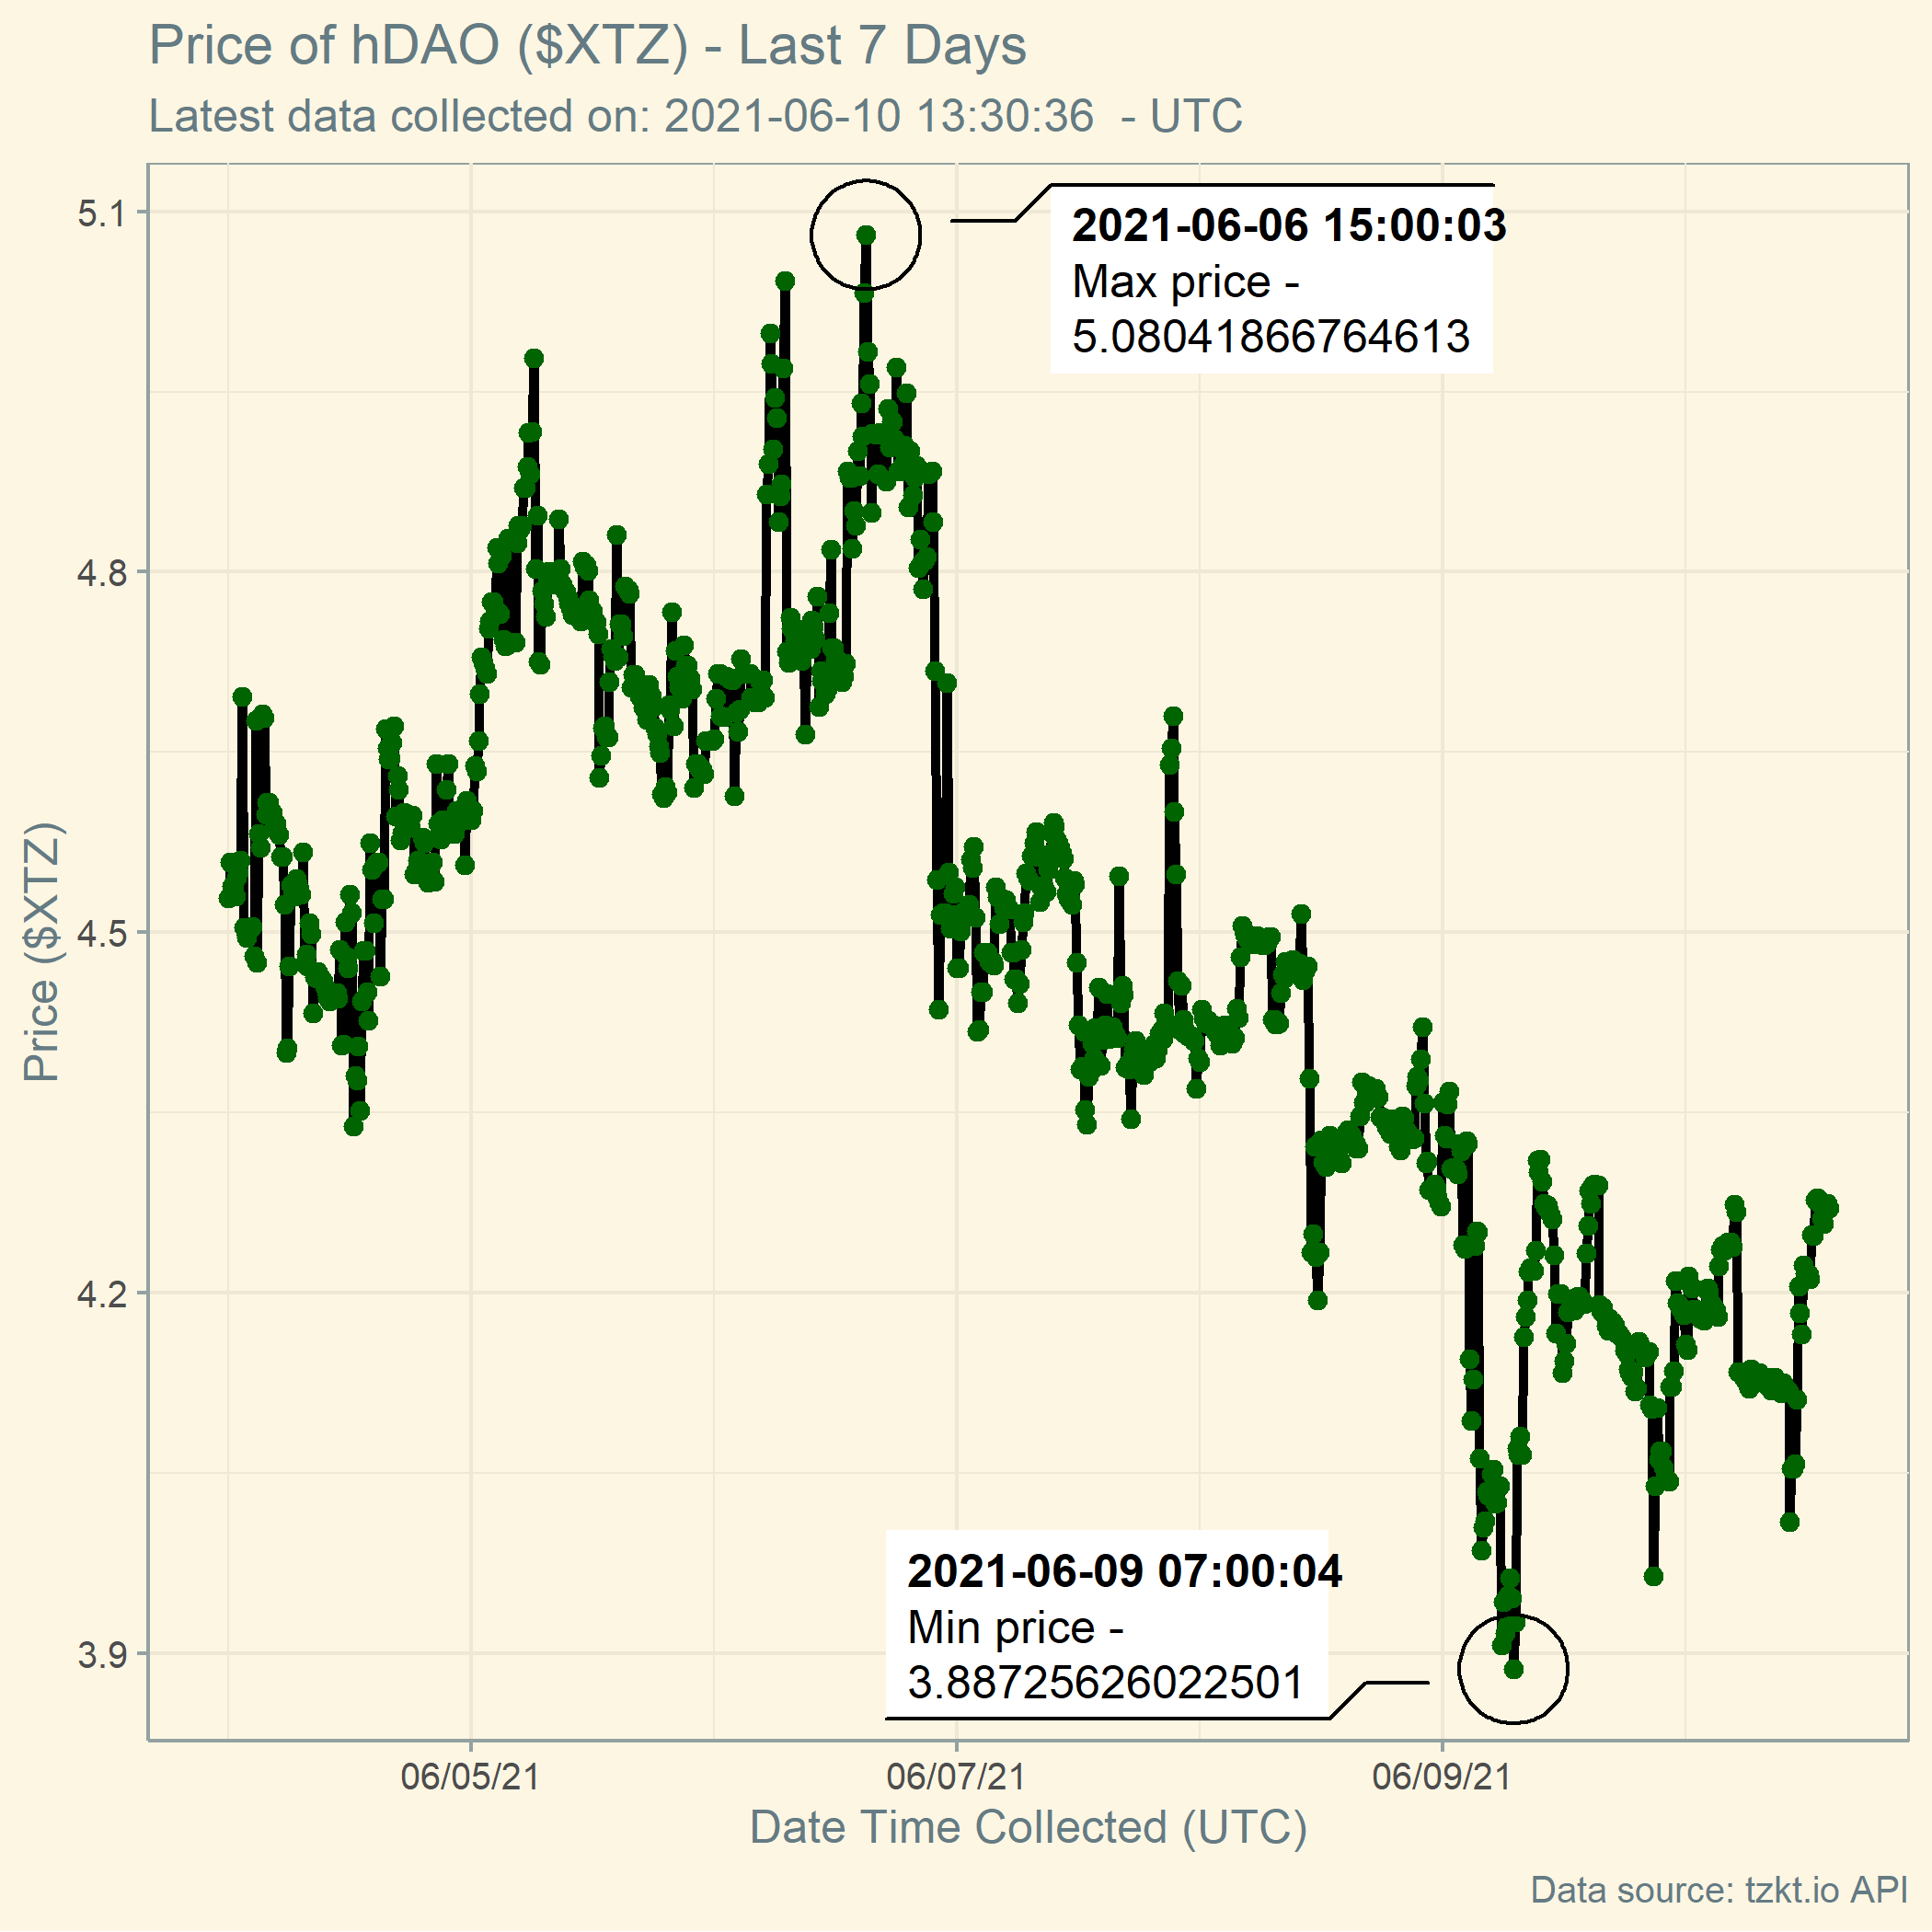 Price of hDAO ($XTZ) - Last 7 Days
Latest data collected on: 2021-06-10 13:30:36  - UTC
5.1
4.8
4.5
4.2
3.9
Price ($XTZ)
2021-06-06 15:00:03
Max price -
5.08041866764613
2021-06-09 07:00:04
Min price -
3.88725626022501
06/05/21
06/07/21
06/09/21
Date Time Collected (UTC)
Data source: tzkt.io API